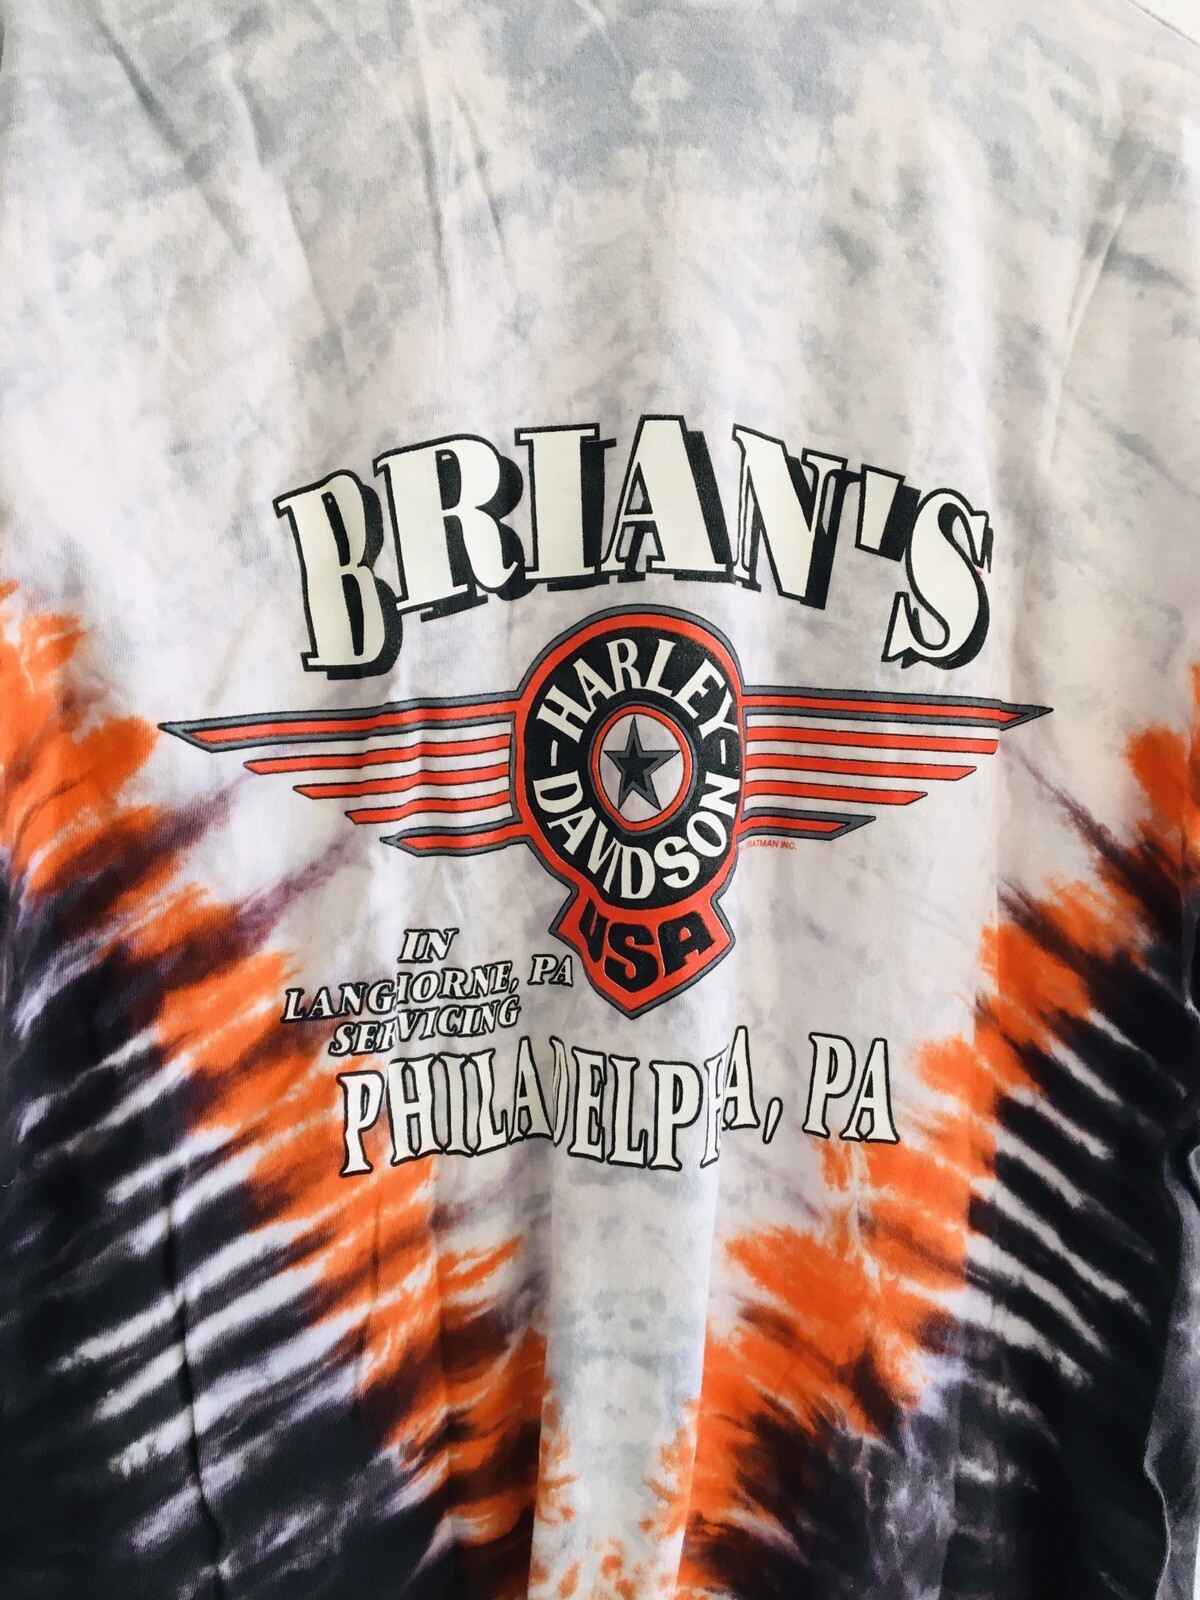 BRIAN'S
HARLEY-
DAVIDSON
USA
IN
LANGHORNE, PA
SERVICING
PHILADELPHIA, PA